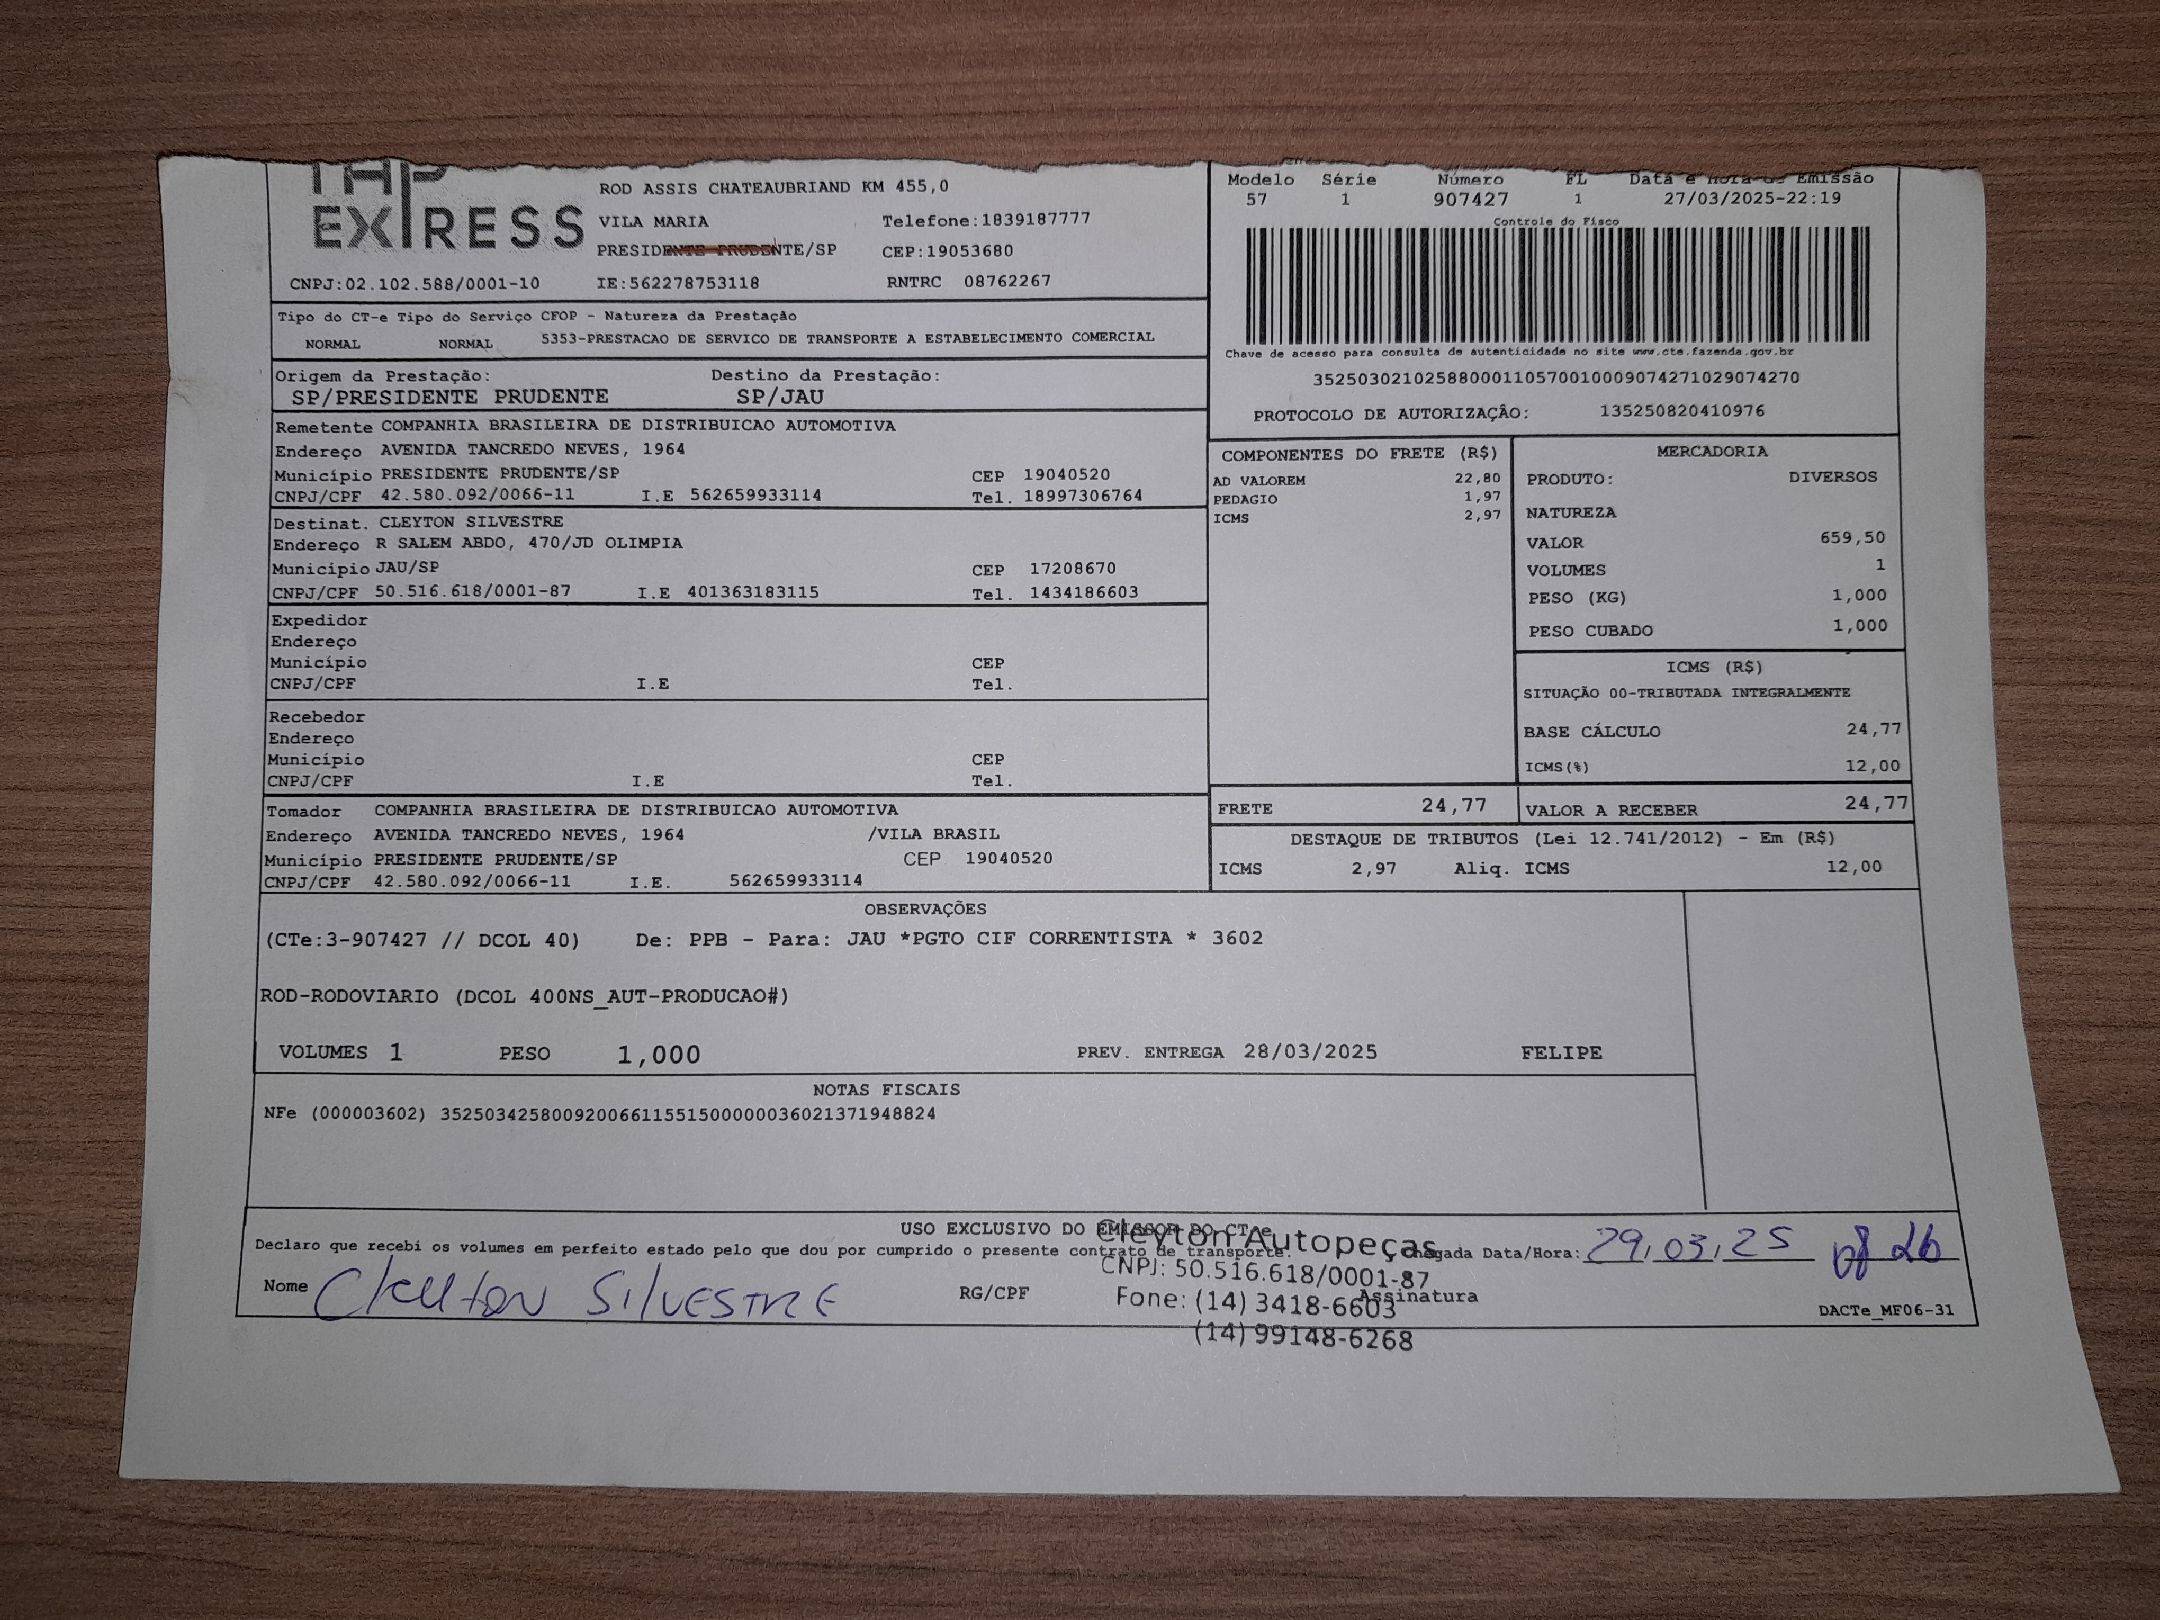 EXPRESS
ROD ASSIS CHATEAUBRIAND KM 455,0
VILA MARIA Telefone:1839187777
PRESIDENTE PRUDENTE/SP CEP:19053680
CNPJ:02.102.588/0001-10 IE:562278753118 RNTRC 08762267
Modelo Série Número FL Data e Hora de Emissão
57 1 907427 1 27/03/2025-22:19
Controle do Fisco
Chave de acesso para consulta de autenticidade no site www.cte.fazenda.gov.br
35250302102588000110570010009074271029074270
PROTOCOLO DE AUTORIZAÇÃO: 135250820410976
Tipo do CT-e Tipo do Serviço CFOP - Natureza da Prestação
NORMAL NORMAL 5353-PRESTACAO DE SERVICO DE TRANSPORTE A ESTABELECIMENTO COMERCIAL
Origem da Prestação: Destino da Prestação:
SP/PRESIDENTE PRUDENTE SP/JAU
Remetente COMPANHIA BRASILEIRA DE DISTRIBUICAO AUTOMOTIVA
Endereço AVENIDA TANCREDO NEVES, 1964
Município PRESIDENTE PRUDENTE/SP CEP 19040520
CNPJ/CPF 42.580.092/0066-11 I.E 562659933114 Tel. 18997306764
Destinat. CLEYTON SILVESTRE
Endereço R SALEM ABDO, 470/JD OLIMPIA
Município JAU/SP CEP 17208670
CNPJ/CPF 50.516.618/0001-87 I.E 401363183115 Tel. 1434186603
Expedidor
Endereço
Município CEP
CNPJ/CPF I.E Tel.
Recebedor
Endereço
Município CEP
CNPJ/CPF I.E Tel.
Tomador COMPANHIA BRASILEIRA DE DISTRIBUICAO AUTOMOTIVA
Endereço AVENIDA TANCREDO NEVES, 1964 /VILA BRASIL
Município PRESIDENTE PRUDENTE/SP CEP 19040520
CNPJ/CPF 42.580.092/0066-11 I.E. 562659933114
COMPONENTES DO FRETE (R$)
AD VALOREM 22,80
PEDAGIO 1,97
ICMS 2,97
MERCADORIA
PRODUTO: DIVERSOS
NATUREZA
VALOR 659,50
VOLUMES 1
PESO (KG) 1,000
PESO CUBADO 1,000
ICMS (R$)
SITUAÇÃO 00-TRIBUTADA INTEGRALMENTE
BASE CÁLCULO 24,77
ICMS(%) 12,00
FRETE 24,77 VALOR A RECEBER 24,77
DESTAQUE DE TRIBUTOS (Lei 12.741/2012) - Em (R$)
ICMS 2,97 Aliq. ICMS 12,00
OBSERVAÇÕES
(CTe:3-907427 // DCOL 40) De: PPB - Para: JAU *PGTO CIF CORRENTISTA * 3602
ROD-RODOVIARIO (DCOL 400NS_AUT-PRODUCAO#)
VOLUMES 1 PESO 1,000 PREV. ENTREGA 28/03/2025 FELIPE
NOTAS FISCAIS
NFe (000003602) 35250342580092006611551500000036021371948824
USO EXCLUSIVO DO EMISSOR DO CT-e
Declaro que recebi os volumes em perfeito estado pelo que dou por cumprido o presente contrato de transporte. Chegada Data/Hora: 29,03,25
Nome Cleyton SILVESTRE RG/CPF Assinatura
Cleyton Autopeças
CNPJ: 50.516.618/0001-87
Fone: (14) 3418-6603
(14) 99148-6268
DACTe_MF06-31